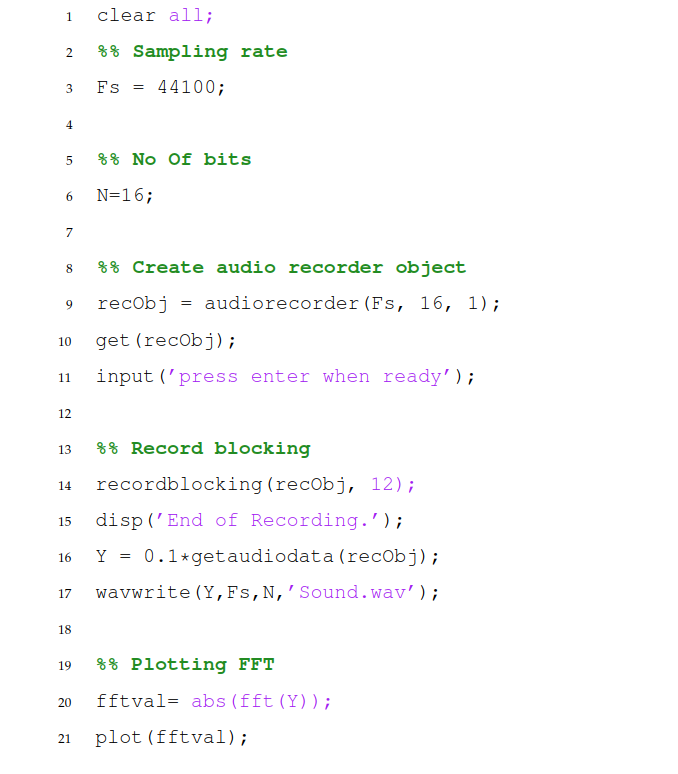 1 clear all;
2 %% Sampling rate
3 Fs = 44100;
4
5 %% No Of bits
6 N=16;
7
8 %% Create audio recorder object
9 recObj = audiorecorder(Fs, 16, 1);
10 get(recObj);
11 input('press enter when ready');
12
13 %% Record blocking
14 recordblocking(recObj, 12);
15 disp('End of Recording.');
16 Y = 0.1*getaudiodata(recObj);
17 wavwrite(Y,Fs,N,'Sound.wav');
18
19 %% Plotting FFT
20 fftval= abs(fft(Y));
21 plot(fftval);